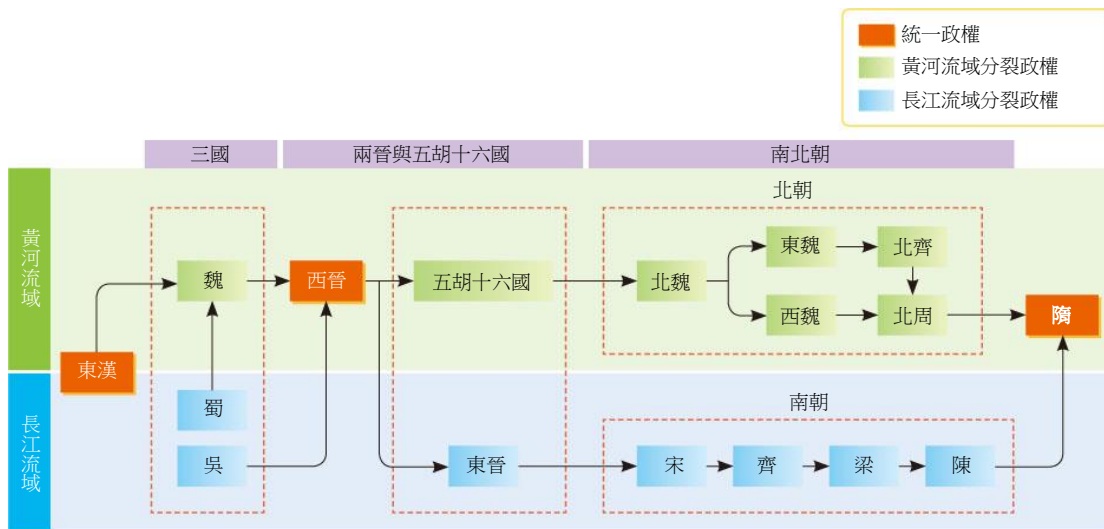 統一政權
黃河流域分裂政權
長江流域分裂政權
三國
兩晉與五胡十六國
南北朝
黃河流域
北朝
魏
西晉
五胡十六國
北魏
東魏
北齊
西魏
北周
隋
東漢
長江流域
蜀
吳
東晉
南朝
宋
齊
梁
陳